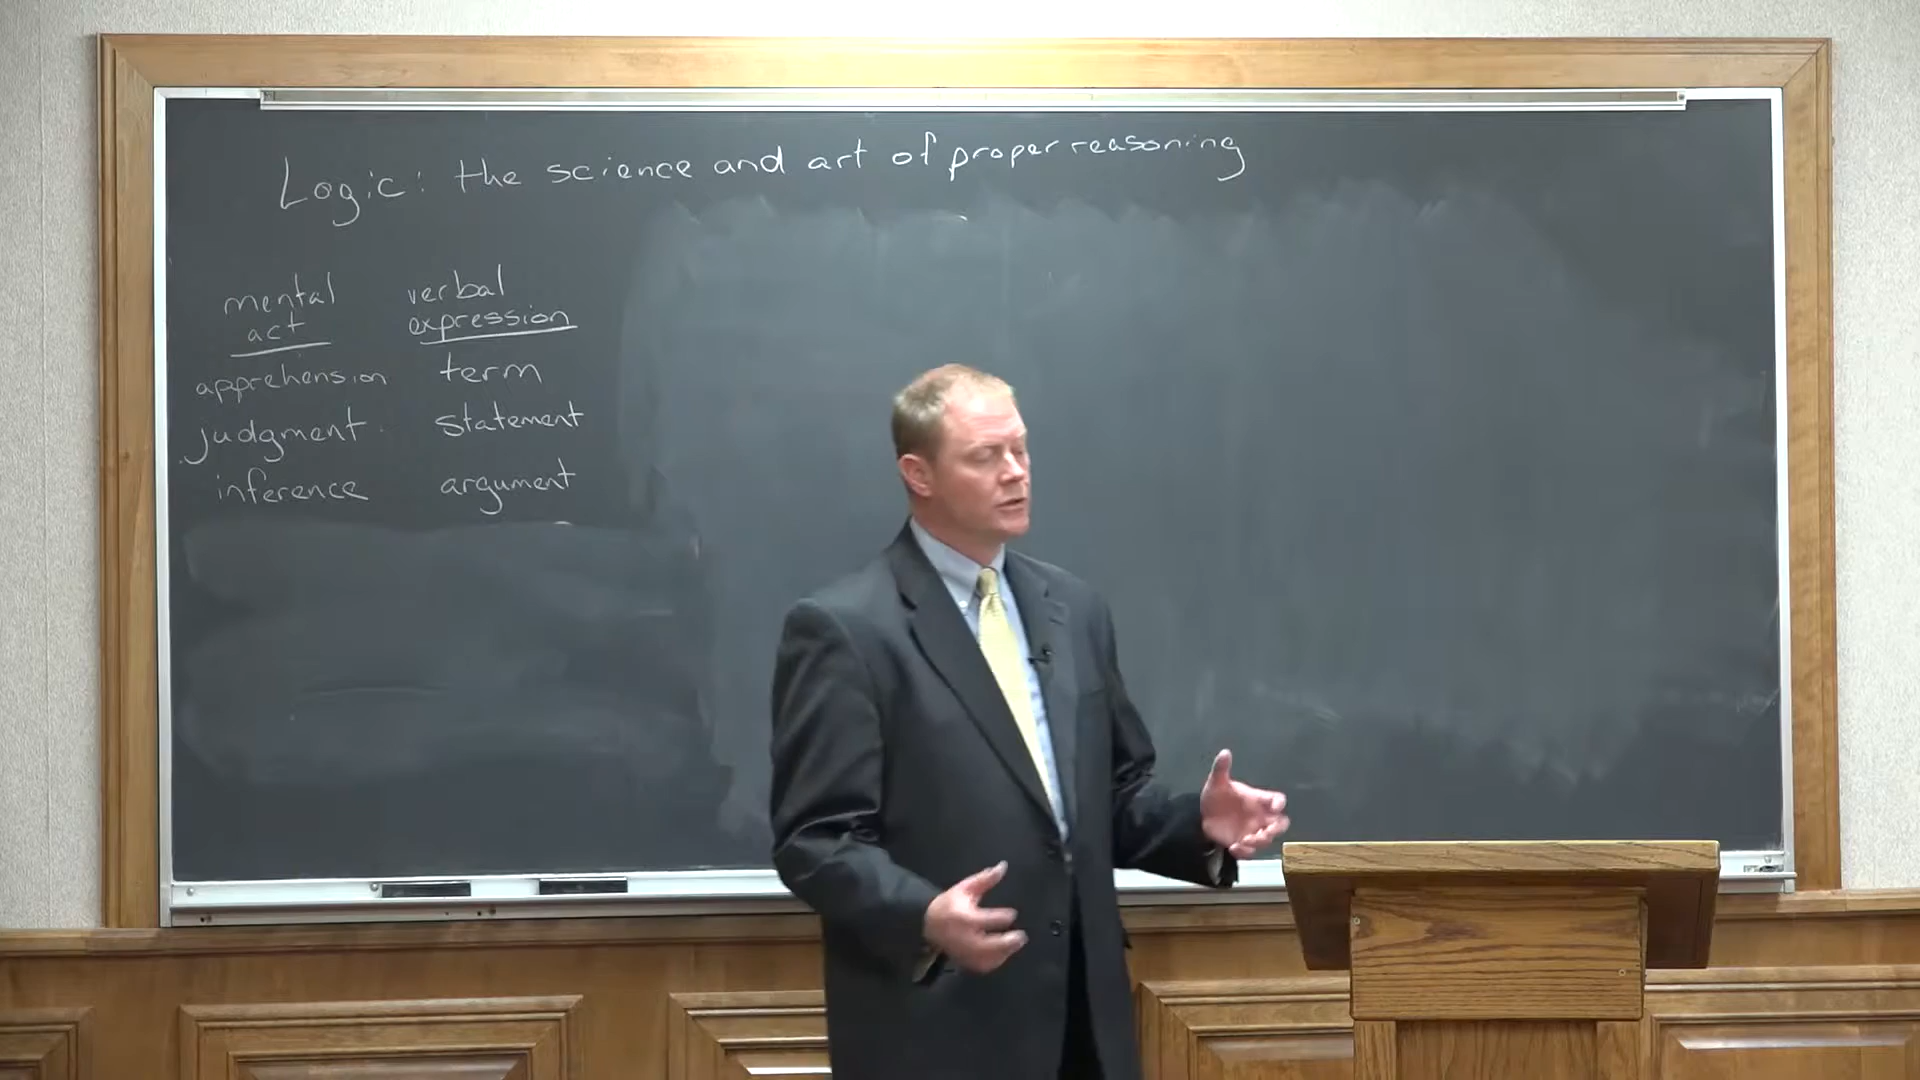 Logic: the science and art of proper reasoning
mental verbal
act expression
apprehension term
judgment statement
inference argument